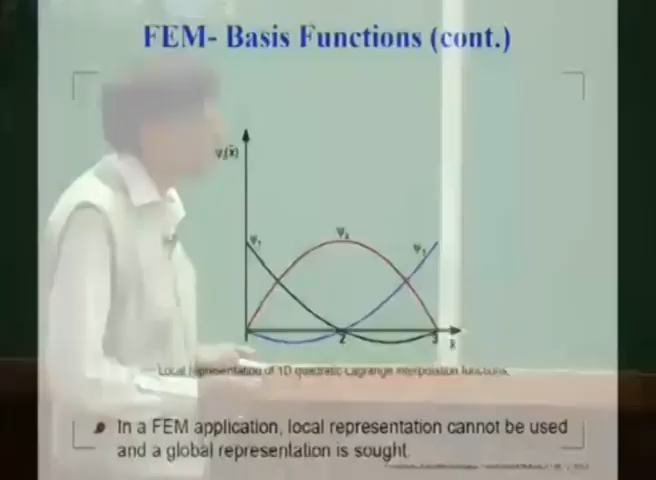 FEM- Basis Functions (cont.)
ψᵢ(x̄)
ψ₁
ψ₂
ψ₃
2
3
x̄
Local representation of 1D quadratic Lagrange interpolation functions.
In a FEM application, local representation cannot be used
and a global representation is sought.